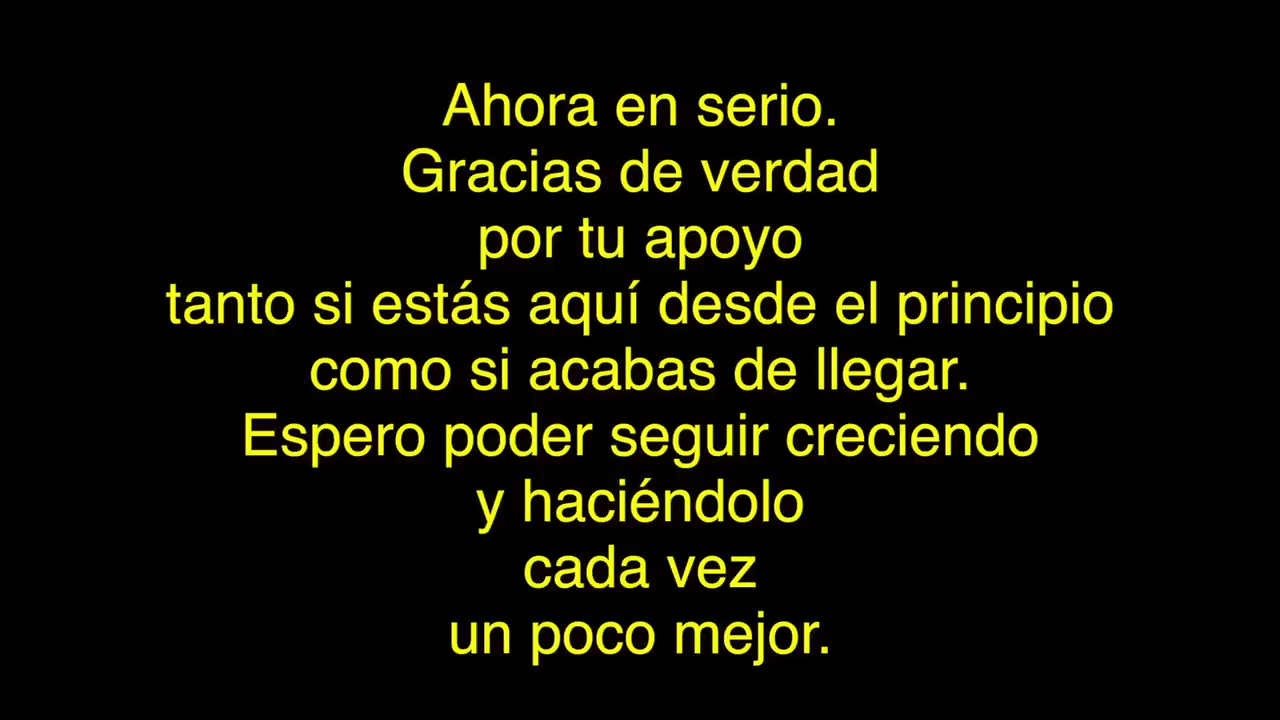 Ahora en serio.
Gracias de verdad
por tu apoyo
tanto si estás aquí desde el principio
como si acabas de llegar.
Espero poder seguir creciendo
y haciéndolo
cada vez
un poco mejor.